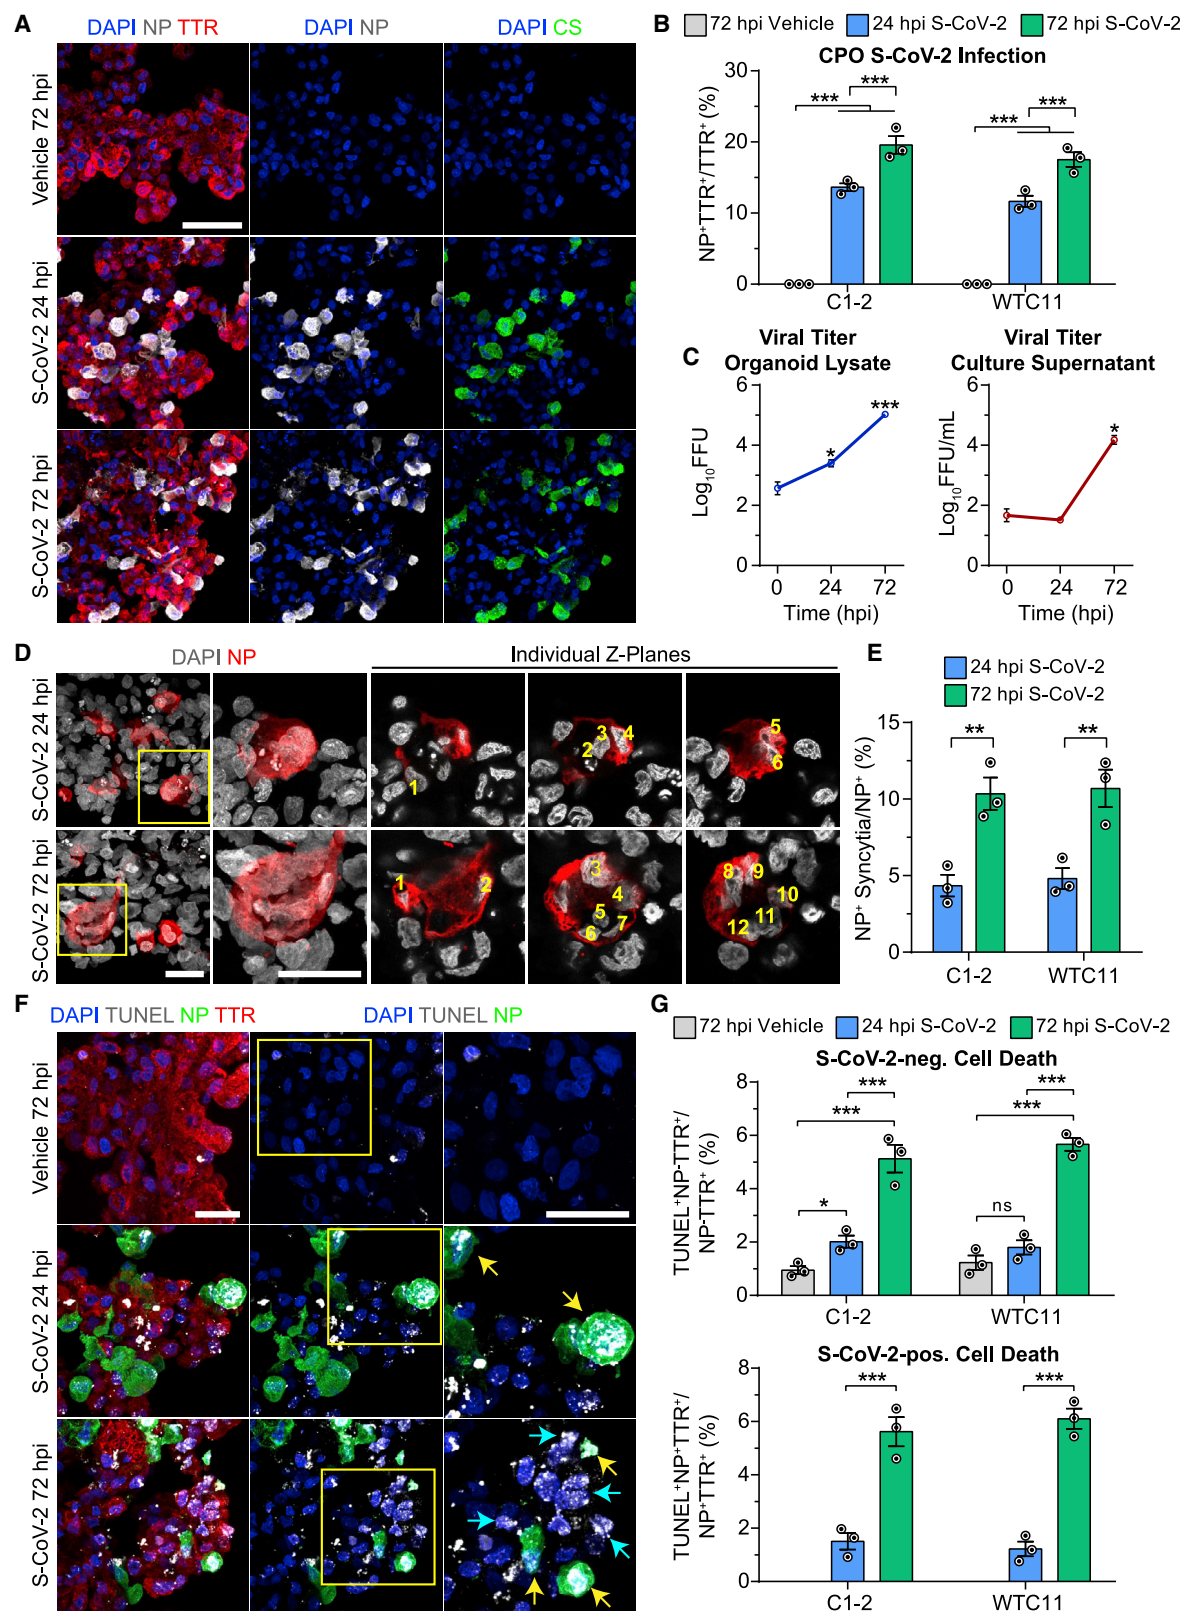 A
DAPI NP TTR
DAPI NP
DAPI CS
Vehicle 72 hpi
S-CoV-2 24 hpi
S-CoV-2 72 hpi
B
72 hpi Vehicle
24 hpi S-CoV-2
72 hpi S-CoV-2
CPO S-CoV-2 Infection
NP⁺TTR⁺/TTR⁺ (%)
30
20
10
0
***
***
***
***
C1-2
WTC11
C
Viral Titer
Organoid Lysate
Log₁₀FFU
6
4
2
0
*
***
0
24
72
Time (hpi)
Viral Titer
Culture Supernatant
Log₁₀FFU/mL
6
4
2
0
*
0
24
72
Time (hpi)
D
DAPI NP
Individual Z-Planes
S-CoV-2 24 hpi
1
2
3
4
5
6
S-CoV-2 72 hpi
1
2
3
4
5
6
7
8
9
10
11
12
E
24 hpi S-CoV-2
72 hpi S-CoV-2
NP⁺ Syncytia/NP⁺ (%)
15
10
5
0
**
**
C1-2
WTC11
F
DAPI TUNEL NP TTR
DAPI TUNEL NP
Vehicle 72 hpi
S-CoV-2 24 hpi
S-CoV-2 72 hpi
G
72 hpi Vehicle
24 hpi S-CoV-2
72 hpi S-CoV-2
S-CoV-2-neg. Cell Death
TUNEL⁺NP⁻TTR⁺/
NP⁻TTR⁺ (%)
8
6
4
2
0
***
***
*
***
***
ns
C1-2
WTC11
S-CoV-2-pos. Cell Death
TUNEL⁺NP⁺TTR⁺/
NP⁺TTR⁺ (%)
8
6
4
2
0
***
***
C1-2
WTC11